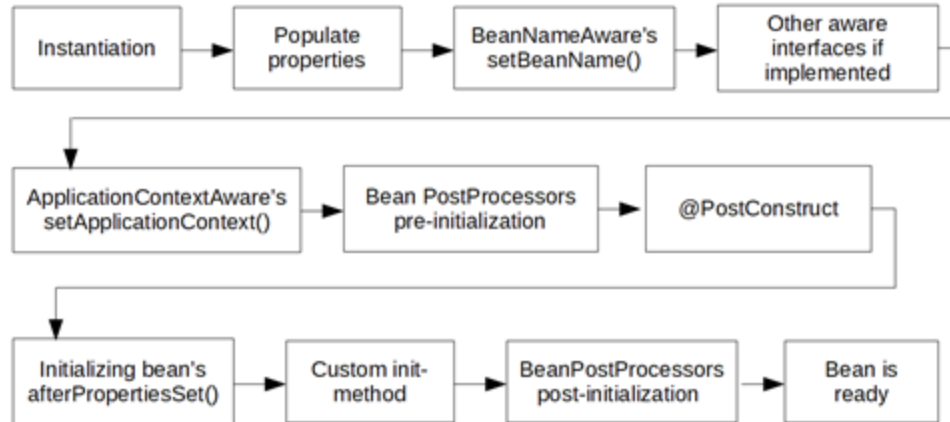 Instantiation
Populate
properties
BeanNameAware's
setBeanName()
Other aware
interfaces if
implemented
ApplicationContextAware's
setApplicationContext()
Bean PostProcessors
pre-initialization
@PostConstruct
Initializing bean's
afterPropertiesSet()
Custom init-
method
BeanPostProcessors
post-initialization
Bean is
ready